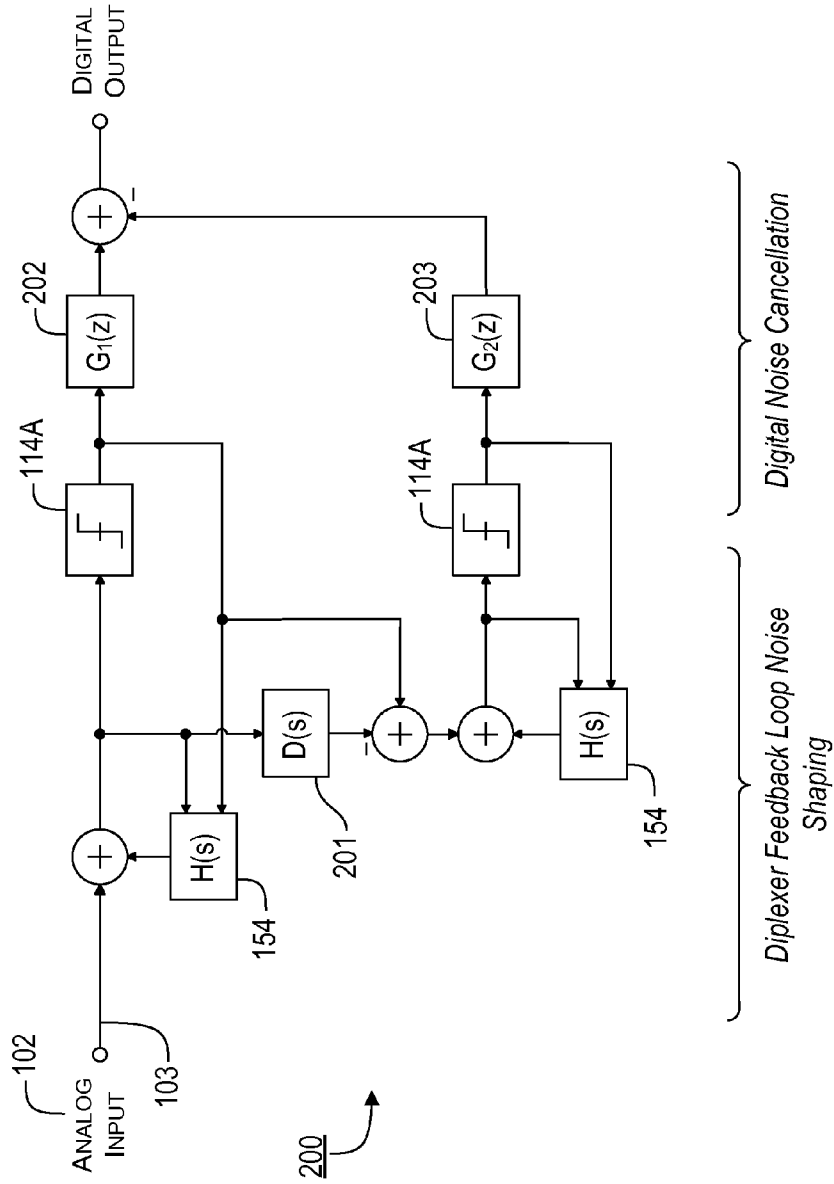 102
ANALOG
INPUT
103
154
H(s)
114A
202
G1(z)
DIGITAL
OUTPUT
+
+
−
D(s)
201
−
+
+
114A
203
G2(z)
H(s)
154
200
Diplexer Feedback Loop Noise
Shaping
Digital Noise Cancellation